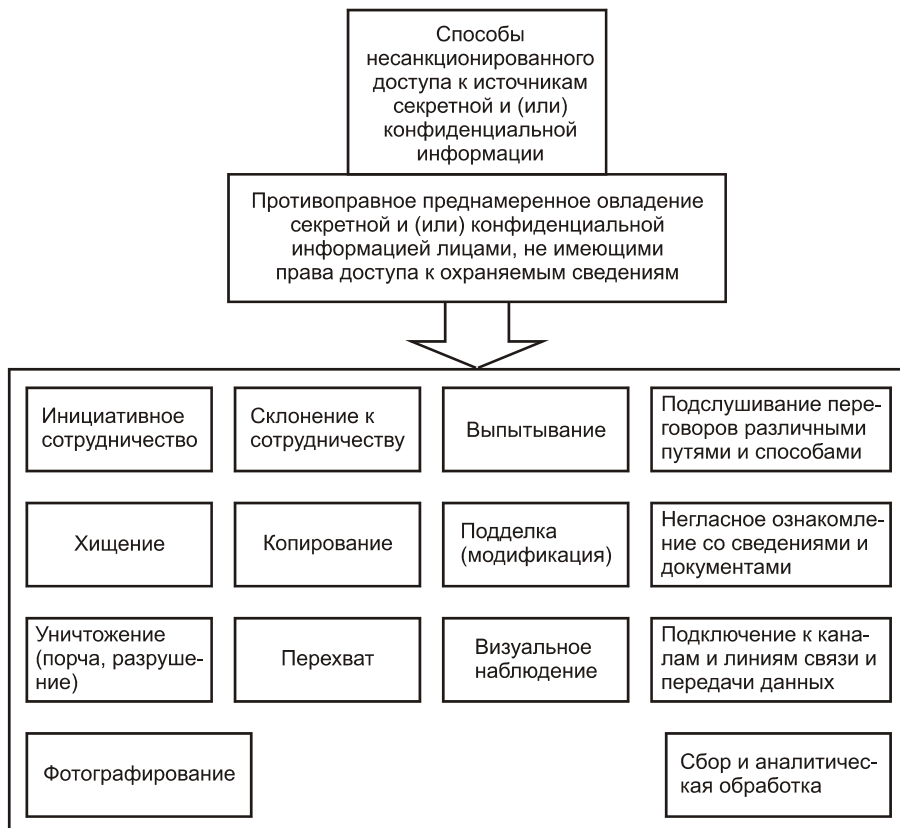 Способы
несанкционированного
доступа к источникам
секретной и (или)
конфиденциальной
информации
Противоправное преднамеренное овладение
секретной и (или) конфиденциальной
информацией лицами, не имеющими
права доступа к охраняемым сведениям
Инициативное
сотрудничество
Склонение к
сотрудничеству
Выпытывание
Подслушивание пере-
говоров различными
путями и способами
Хищение
Копирование
Подделка
(модификация)
Негласное ознакомле-
ние со сведениями и
документами
Уничтожение
(порча, разруше-
ние)
Перехват
Визуальное
наблюдение
Подключение к кана-
лам и линиям связи и
передачи данных
Фотографирование
Сбор и аналитичес-
кая обработка